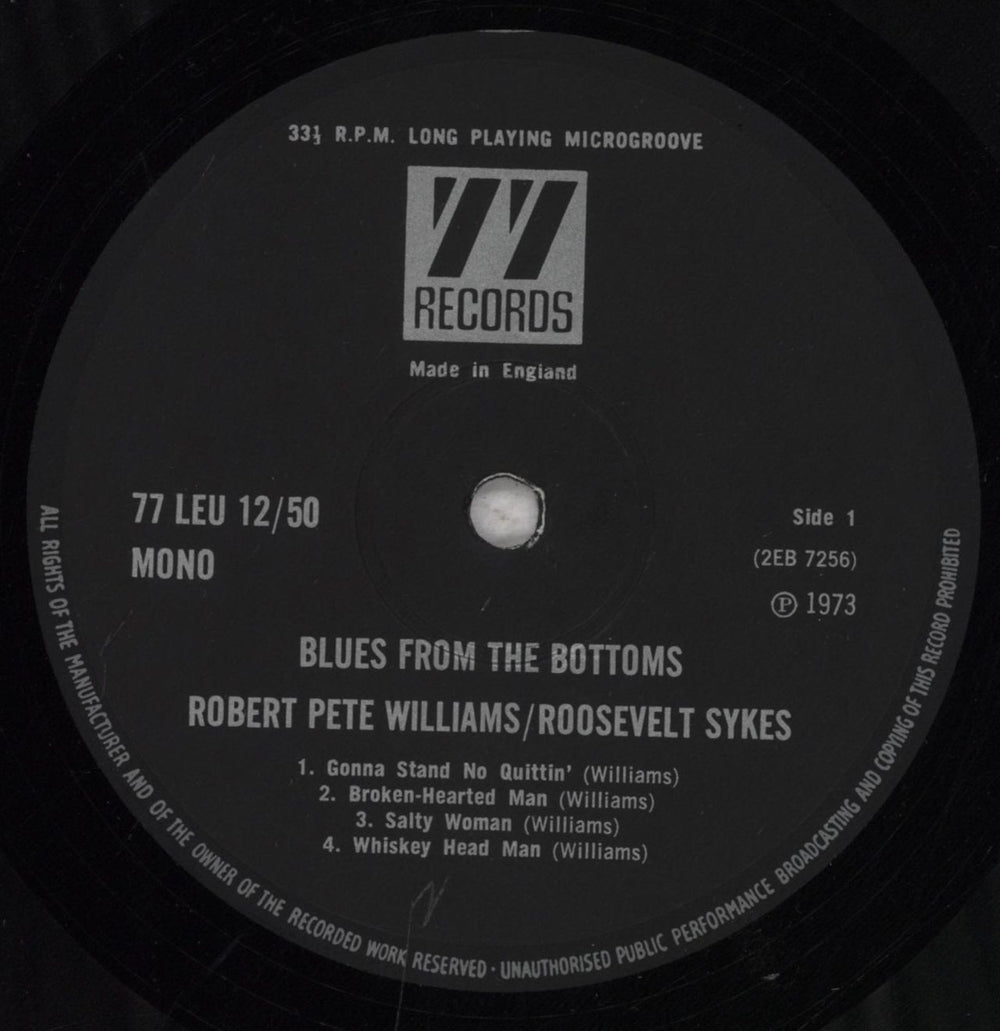 33⅓ R.P.M. LONG PLAYING MICROGROOVE
77
RECORDS
Made in England
77 LEU 12/50
MONO
Side 1
(2EB 7256)
Ⓟ 1973
BLUES FROM THE BOTTOMS
ROBERT PETE WILLIAMS/ROOSEVELT SYKES
1. Gonna Stand No Quittin' (Williams)
2. Broken-Hearted Man (Williams)
3. Salty Woman (Williams)
4. Whiskey Head Man (Williams)
ALL RIGHTS OF THE MANUFACTURER AND OF THE OWNER OF THE RECORDED WORK RESERVED · UNAUTHORISED PUBLIC PERFORMANCE BROADCASTING AND COPYING OF THIS RECORD PROHIBITED